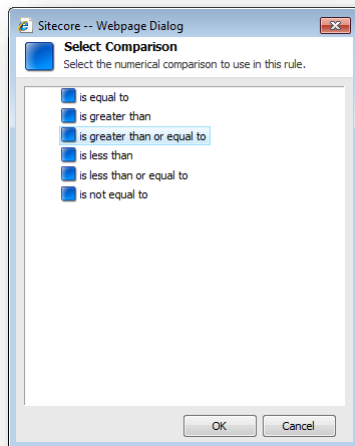 Sitecore -- Webpage Dialog
Select Comparison
Select the numerical comparison to use in this rule.
is equal to
is greater than
is greater than or equal to
is less than
is less than or equal to
is not equal to
OK
Cancel